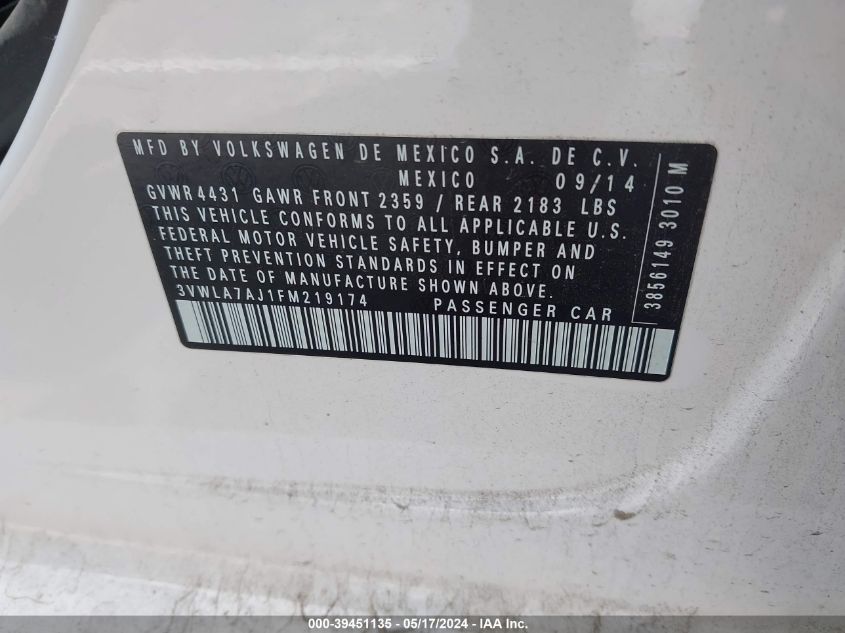 MFD BY VOLKSWAGEN DE MEXICO S.A. DE C.V.
MEXICO 09/14
GVWR 4431 GAWR FRONT 2359 / REAR 2183 LBS
THIS VEHICLE CONFORMS TO ALL APPLICABLE U.S.
FEDERAL MOTOR VEHICLE SAFETY, BUMPER AND
THEFT PREVENTION STANDARDS IN EFFECT ON
THE DATE OF MANUFACTURE SHOWN ABOVE.
3VWLA7AJ1FM219174 PASSENGER CAR
3856149 3010 M
000-39451135 - 05/17/2024 - IAA Inc.